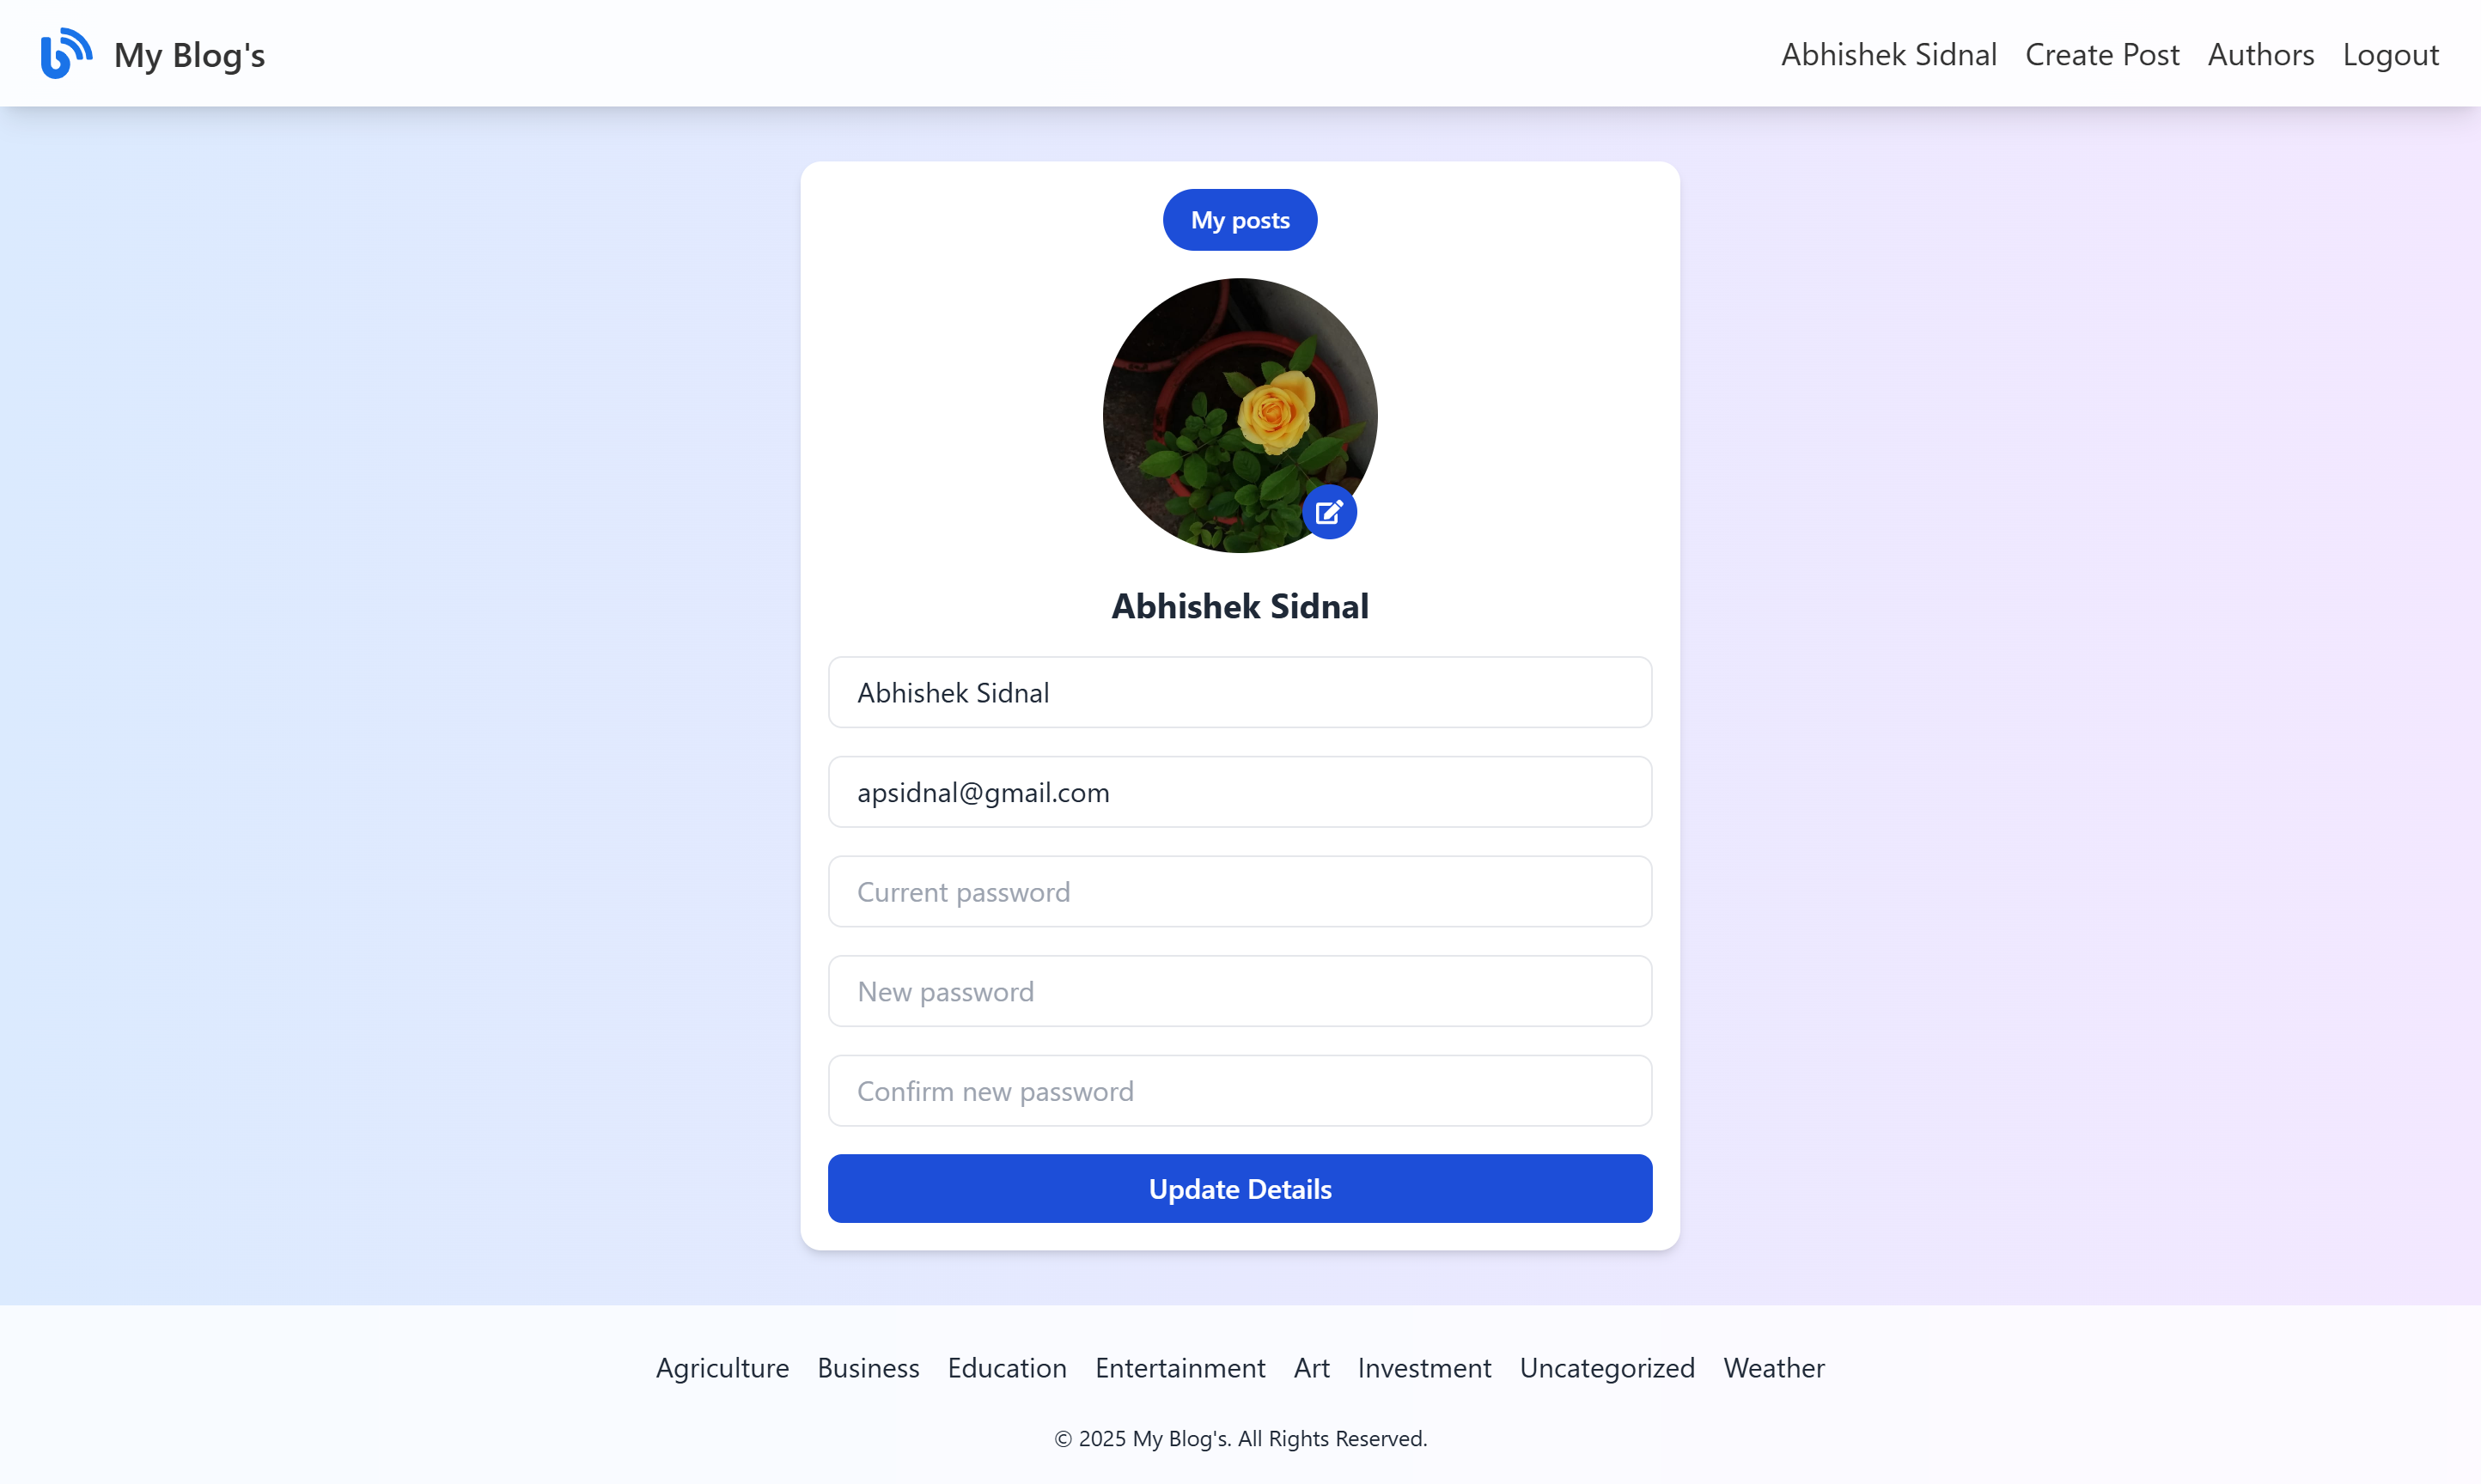 My Blog's
Abhishek Sidnal Create Post Authors Logout
My posts
Abhishek Sidnal
Abhishek Sidnal
apsidnal@gmail.com
Current password
New password
Confirm new password
Update Details
Agriculture Business Education Entertainment Art Investment Uncategorized Weather
© 2025 My Blog's. All Rights Reserved.